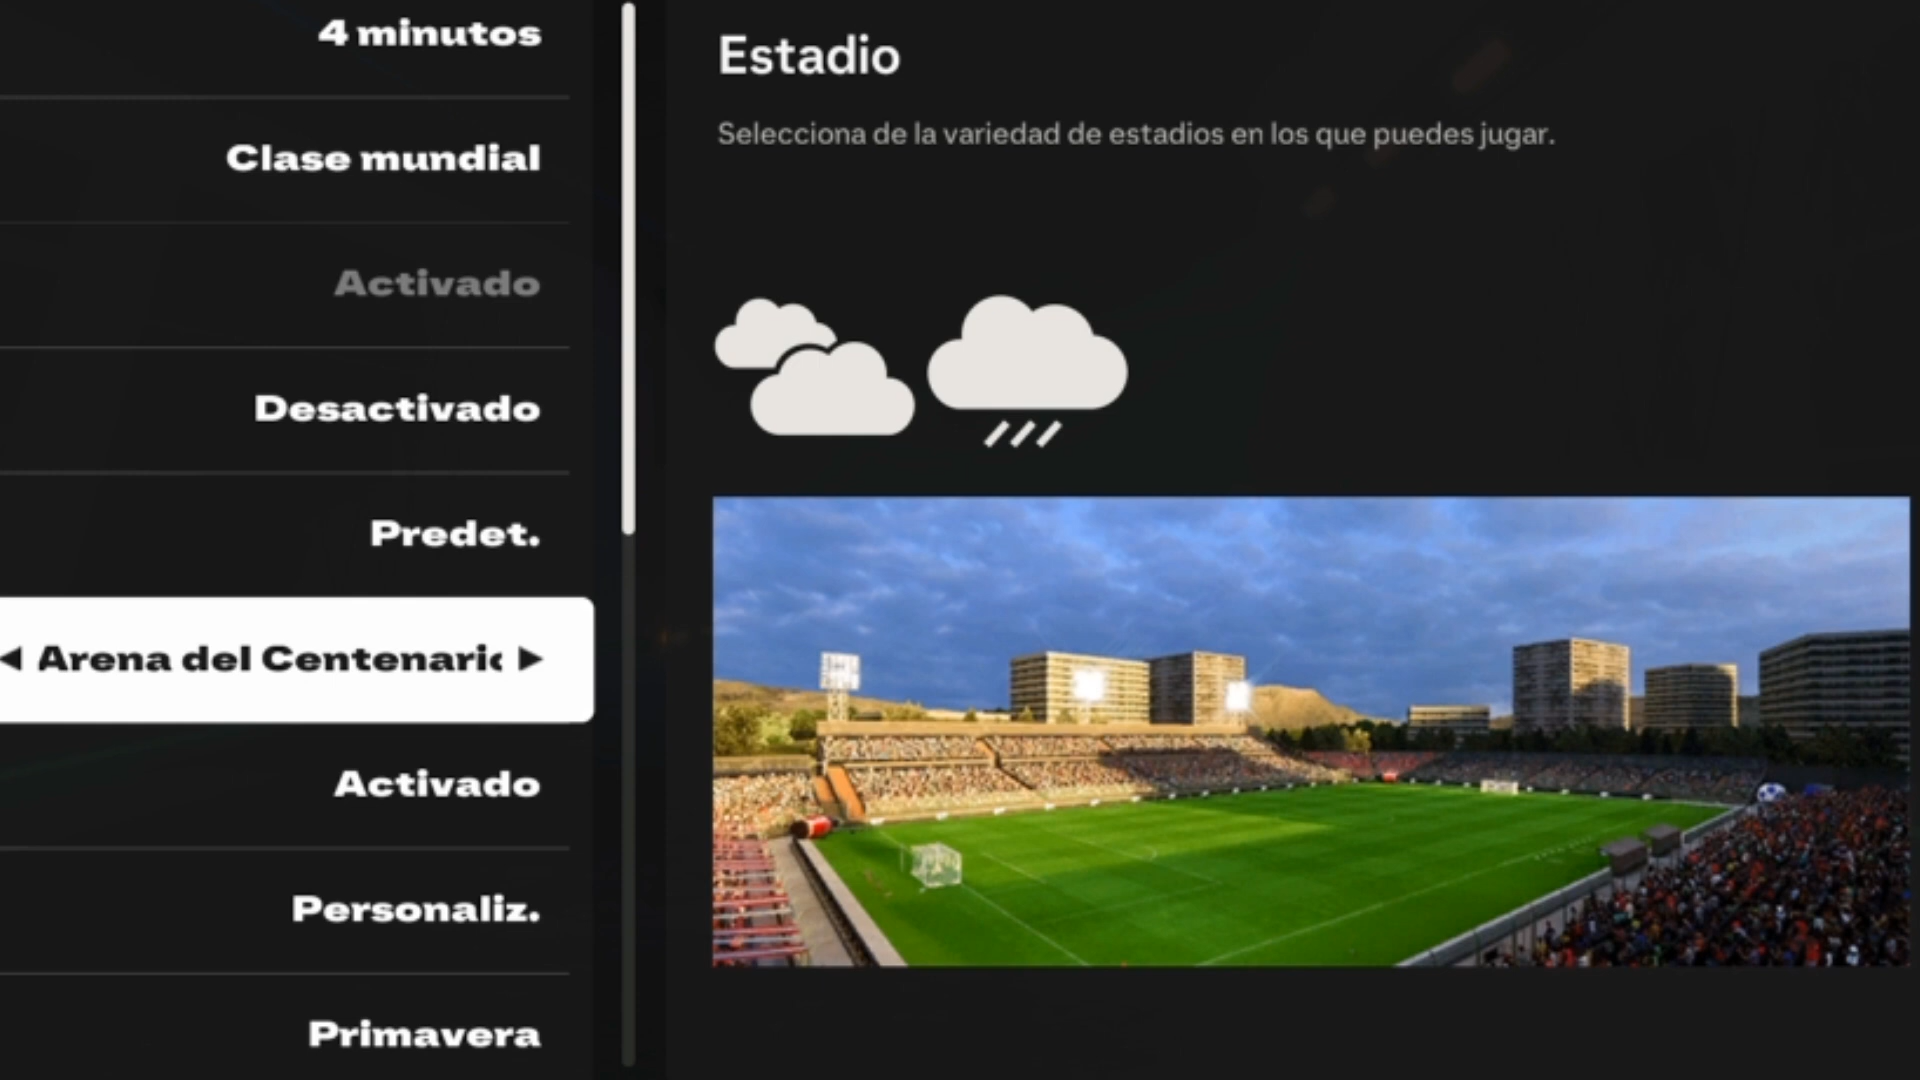 4 minutos
Clase mundial
Activado
Desactivado
Predet.
Arena del Centenario
Activado
Personaliz.
Primavera
Estadio
Selecciona de la variedad de estadios en los que puedes jugar.